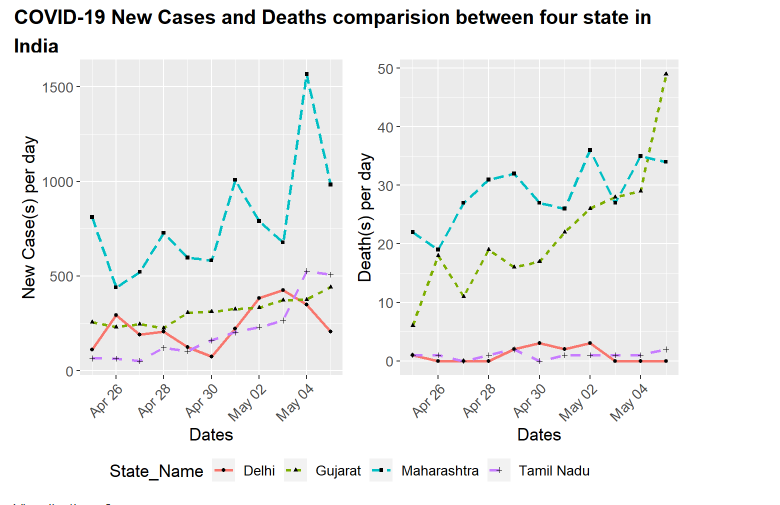 COVID-19 New Cases and Deaths comparision between four state in
India
New Case(s) per day
1500
1000
500
0
Apr 26
Apr 28
Apr 30
May 02
May 04
Dates
Death(s) per day
50
40
30
20
10
0
Apr 26
Apr 28
Apr 30
May 02
May 04
Dates
State_Name Delhi Gujarat Maharashtra Tamil Nadu